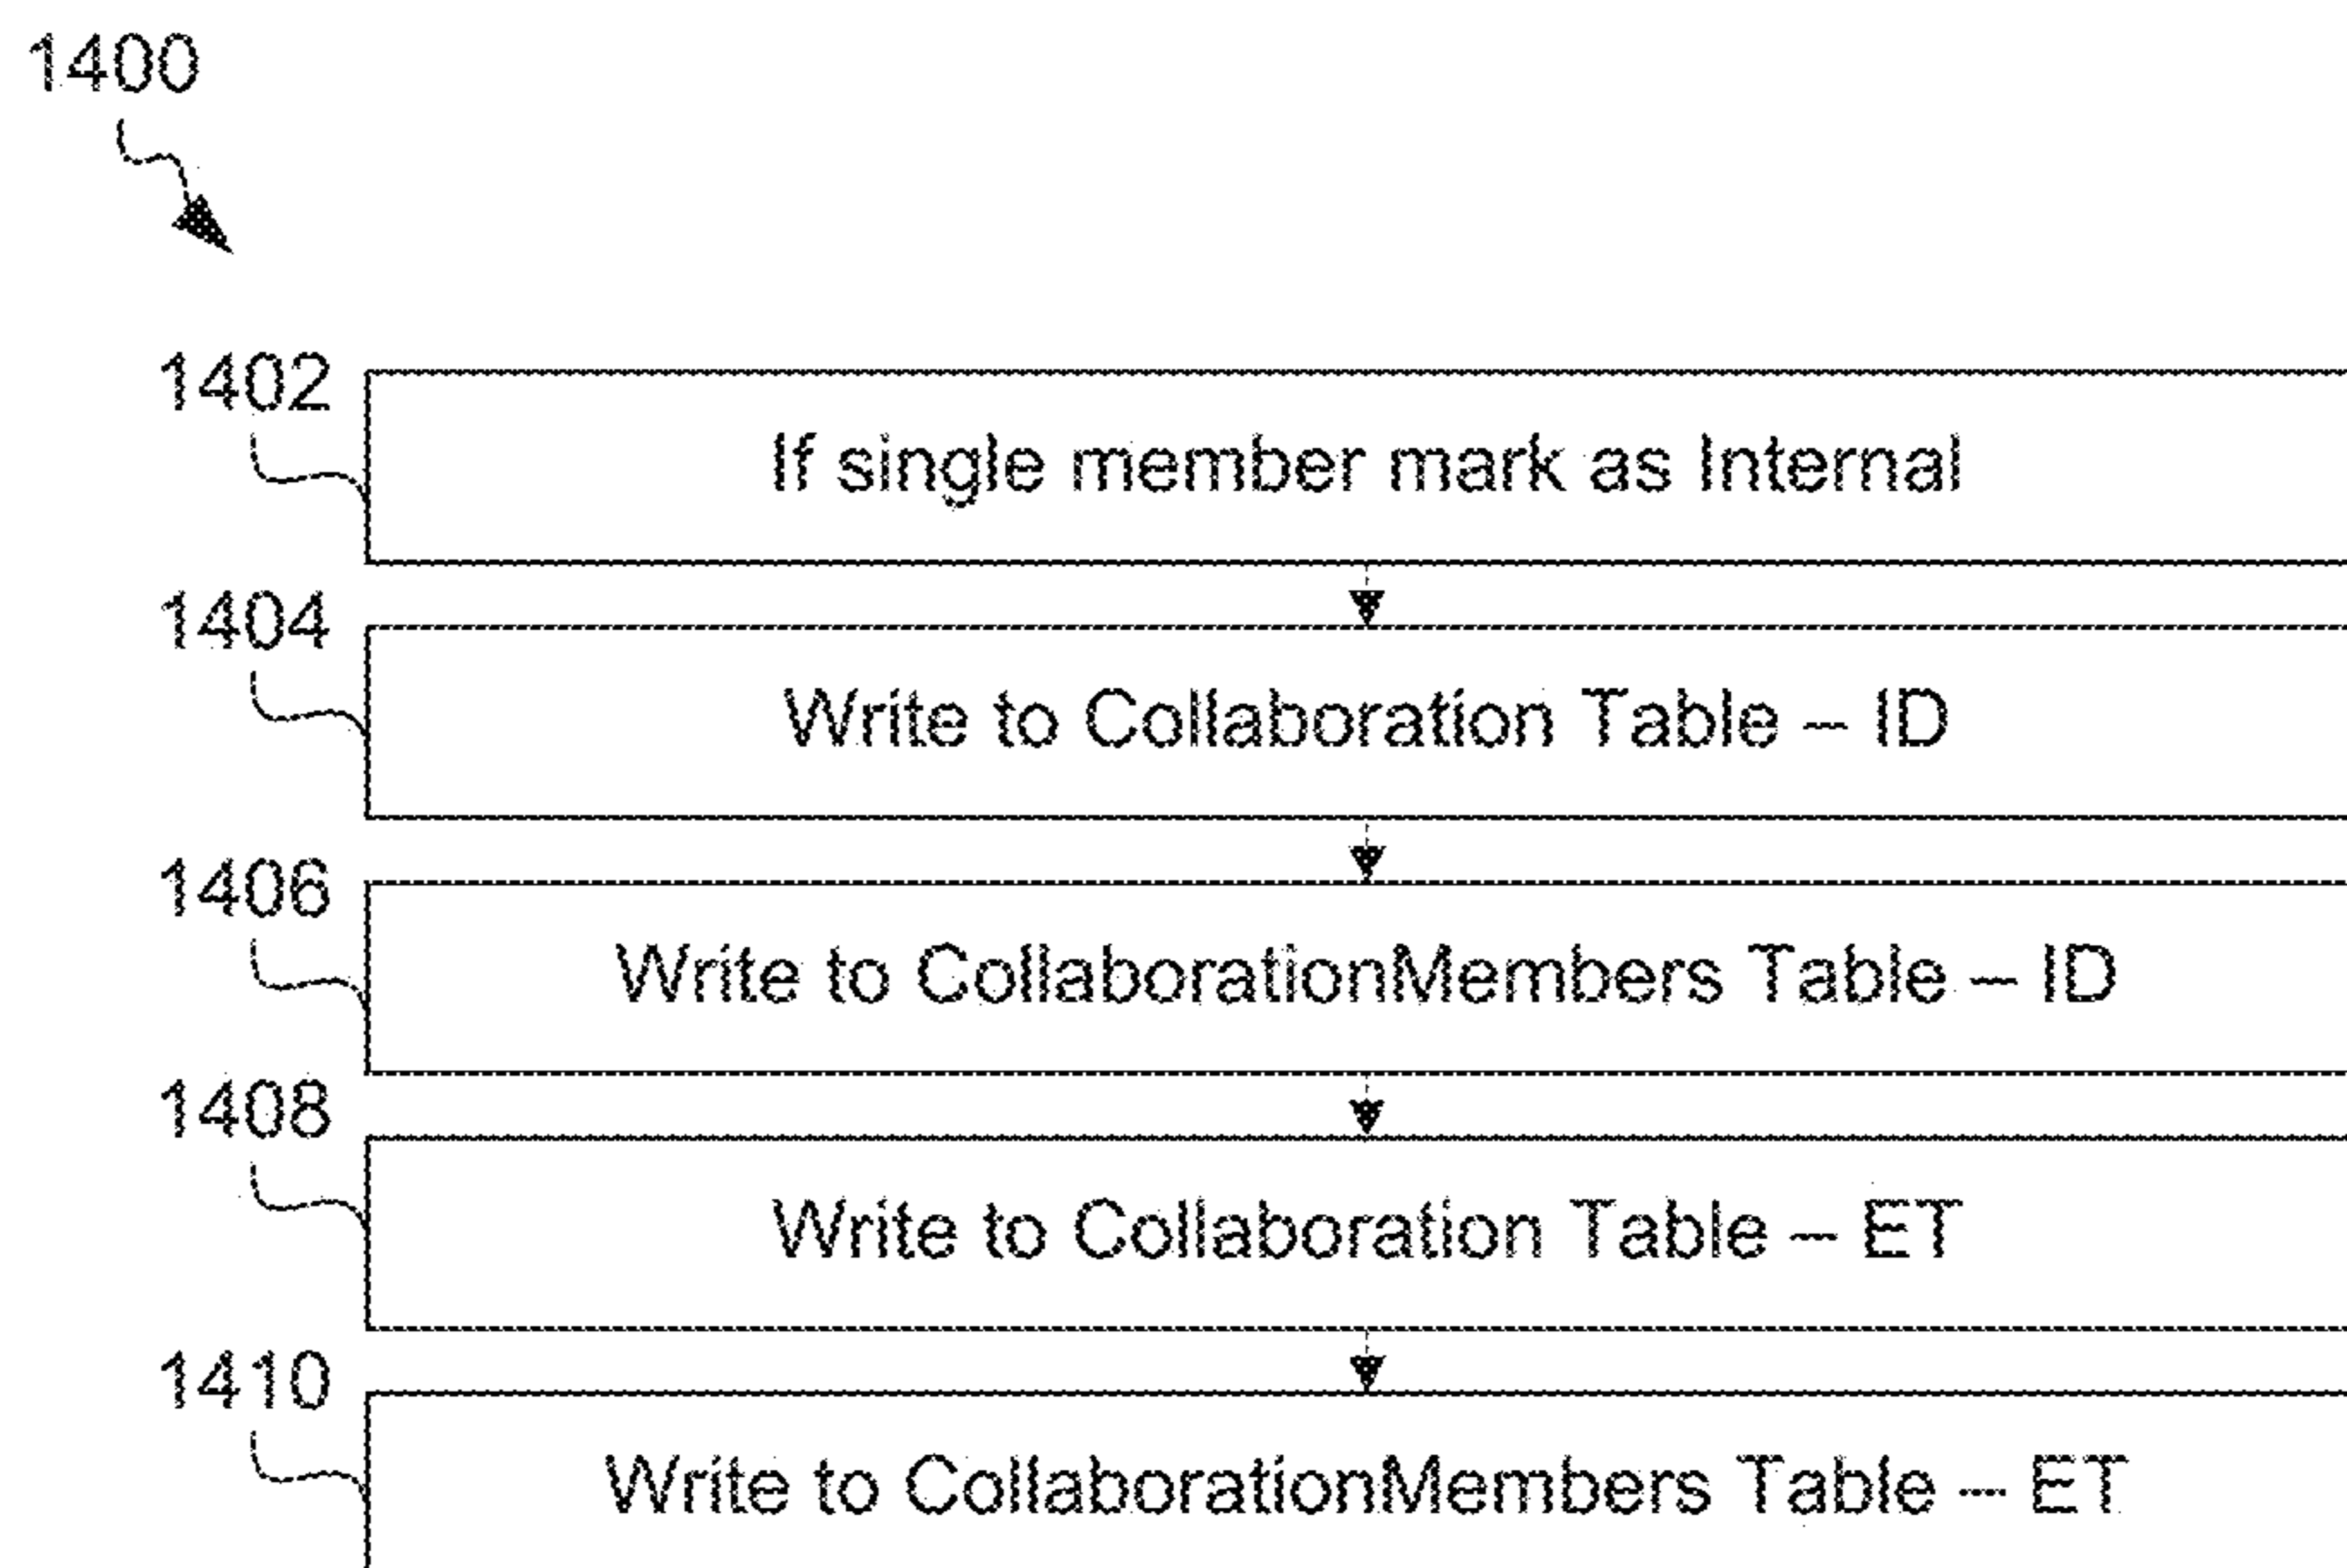 1400
1402
If single member mark as Internal
1404
Write to Collaboration Table – ID
1406
Write to CollaborationMembers Table – ID
1408
Write to Collaboration Table – ET
1410
Write to CollaborationMembers Table – ET